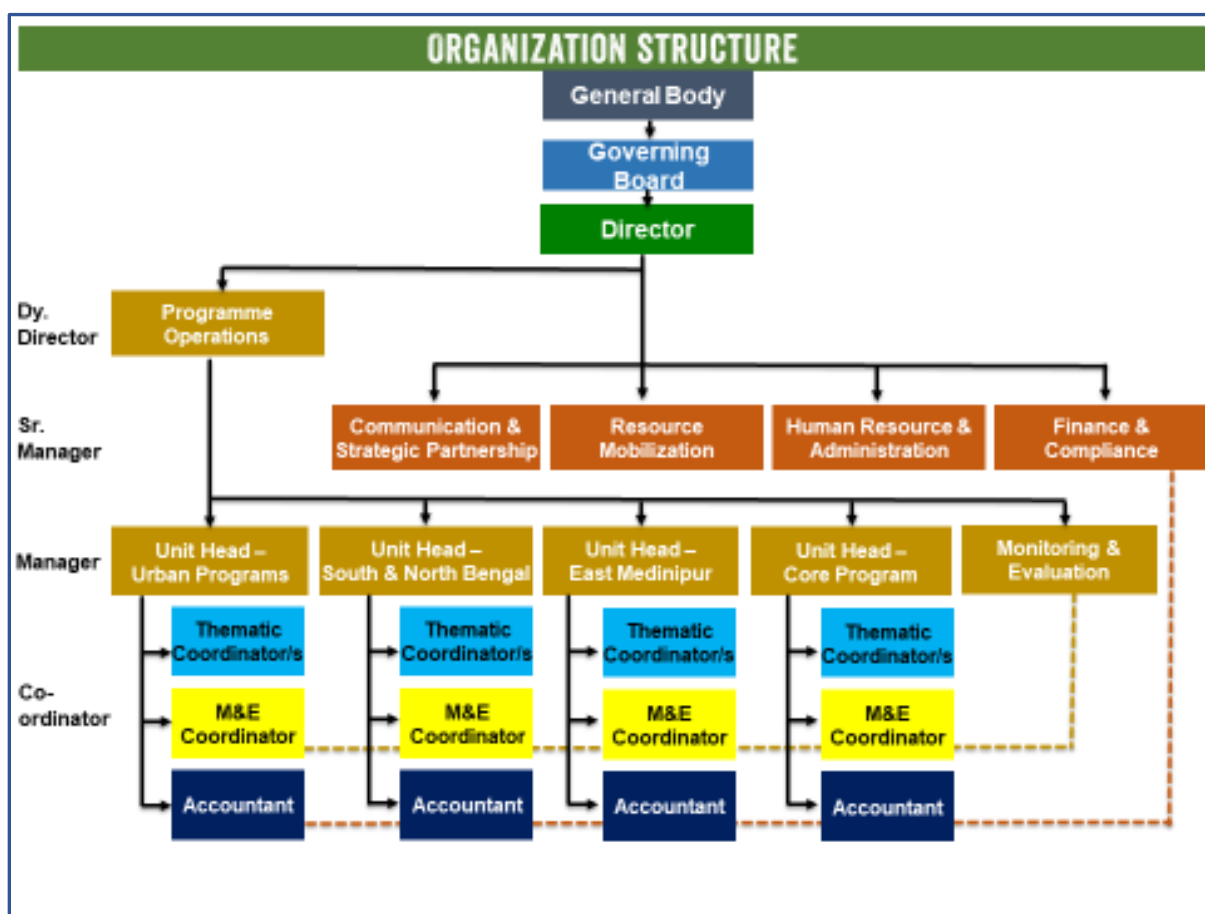 ORGANIZATION STRUCTURE
General Body
Governing
Board
Director
Dy.
Director
Programme
Operations
Sr.
Manager
Communication &
Strategic Partnership
Resource
Mobilization
Human Resource &
Administration
Finance &
Compliance
Manager
Unit Head –
Urban Programs
Unit Head –
South & North Bengal
Unit Head –
East Medinipur
Unit Head –
Core Program
Monitoring &
Evaluation
Co-
ordinator
Thematic
Coordinator/s
Thematic
Coordinator/s
Thematic
Coordinator/s
Thematic
Coordinator/s
M&E
Coordinator
M&E
Coordinator
M&E
Coordinator
M&E
Coordinator
Accountant
Accountant
Accountant
Accountant